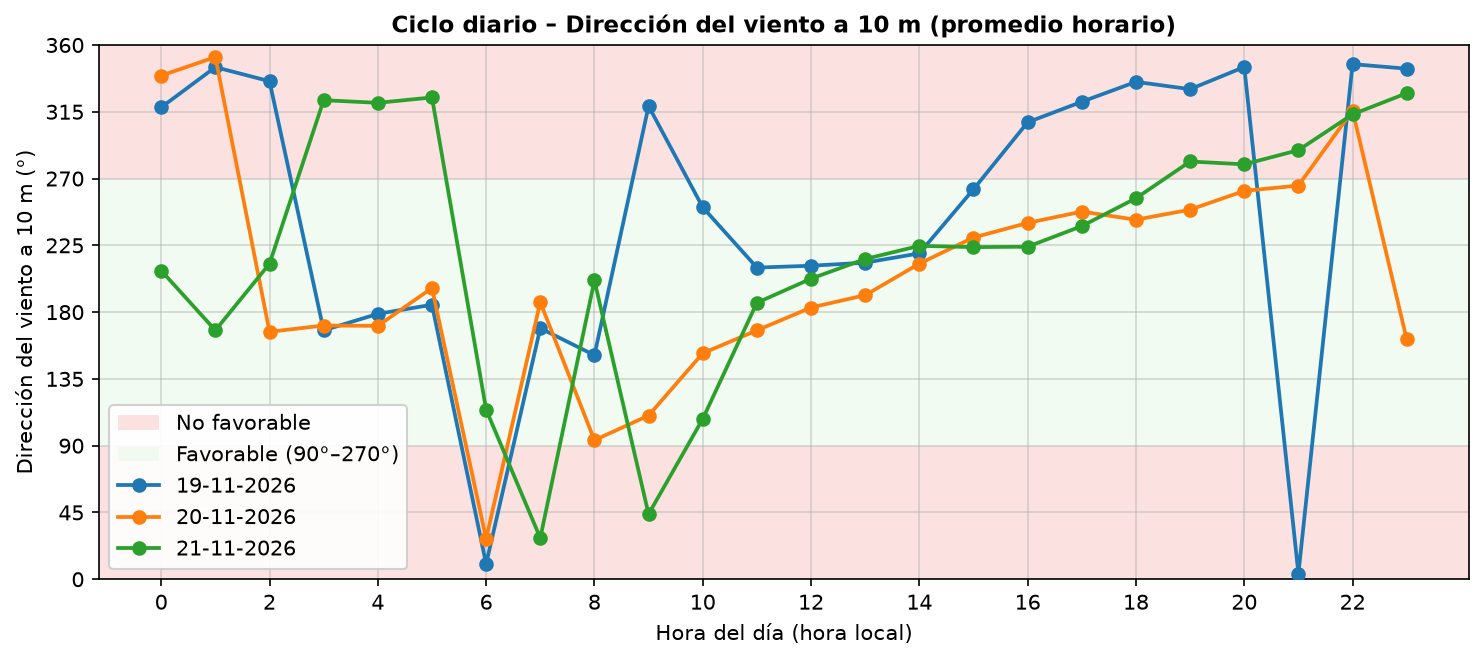 Ciclo diario – Dirección del viento a 10 m (promedio horario)
Dirección del viento a 10 m (°)
360
315
270
225
180
135
90
45
0
No favorable
Favorable (90°–270°)
19-11-2026
20-11-2026
21-11-2026
0 2 4 6 8 10 12 14 16 18 20 22
Hora del día (hora local)